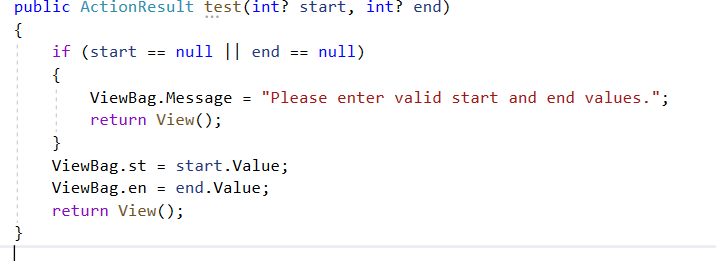 public ActionResult test(int? start, int? end)
{
    if (start == null || end == null)
    {
        ViewBag.Message = "Please enter valid start and end values.";
        return View();
    }
    ViewBag.st = start.Value;
    ViewBag.en = end.Value;
    return View();
}